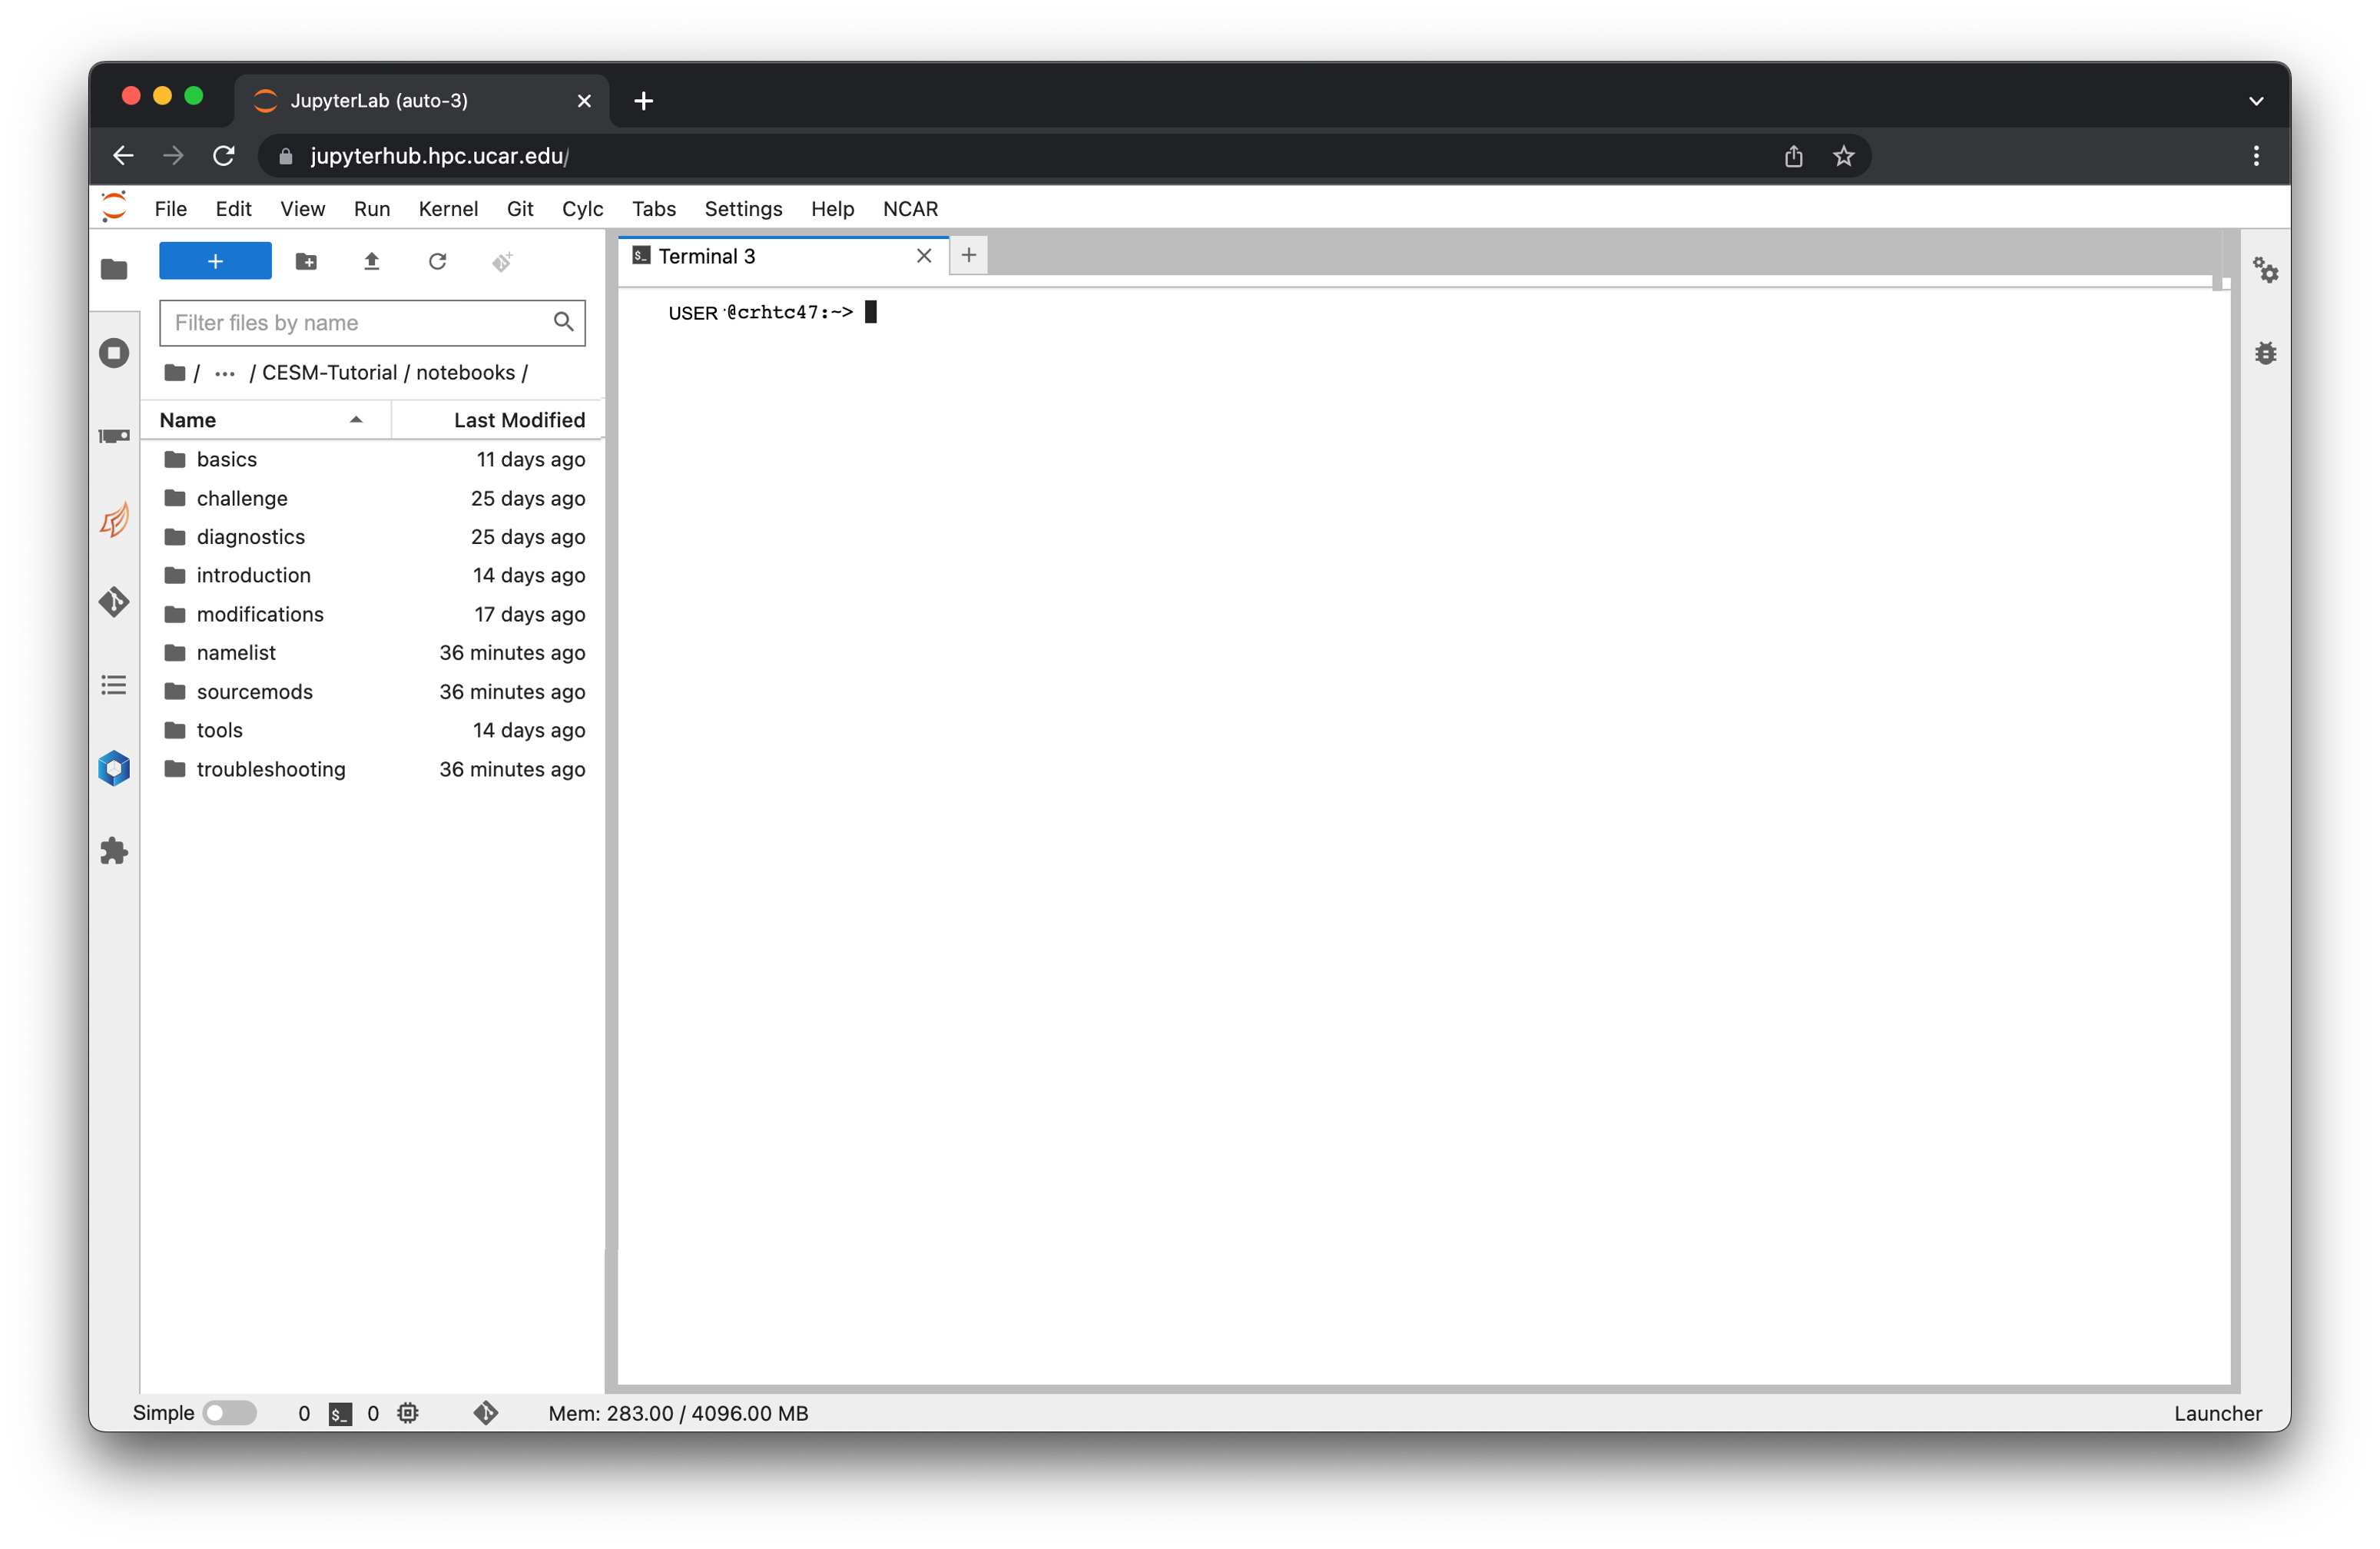 JupyterLab (auto-3)
jupyterhub.hpc.ucar.edu/
File Edit View Run Kernel Git Cylc Tabs Settings Help NCAR
Terminal 3
USER @crhtc47:~>
Filter files by name
/ ... / CESM-Tutorial / notebooks /
Name Last Modified
basics 11 days ago
challenge 25 days ago
diagnostics 25 days ago
introduction 14 days ago
modifications 17 days ago
namelist 36 minutes ago
sourcemods 36 minutes ago
tools 14 days ago
troubleshooting 36 minutes ago
Simple 0 $_ 0 Mem: 283.00 / 4096.00 MB Launcher